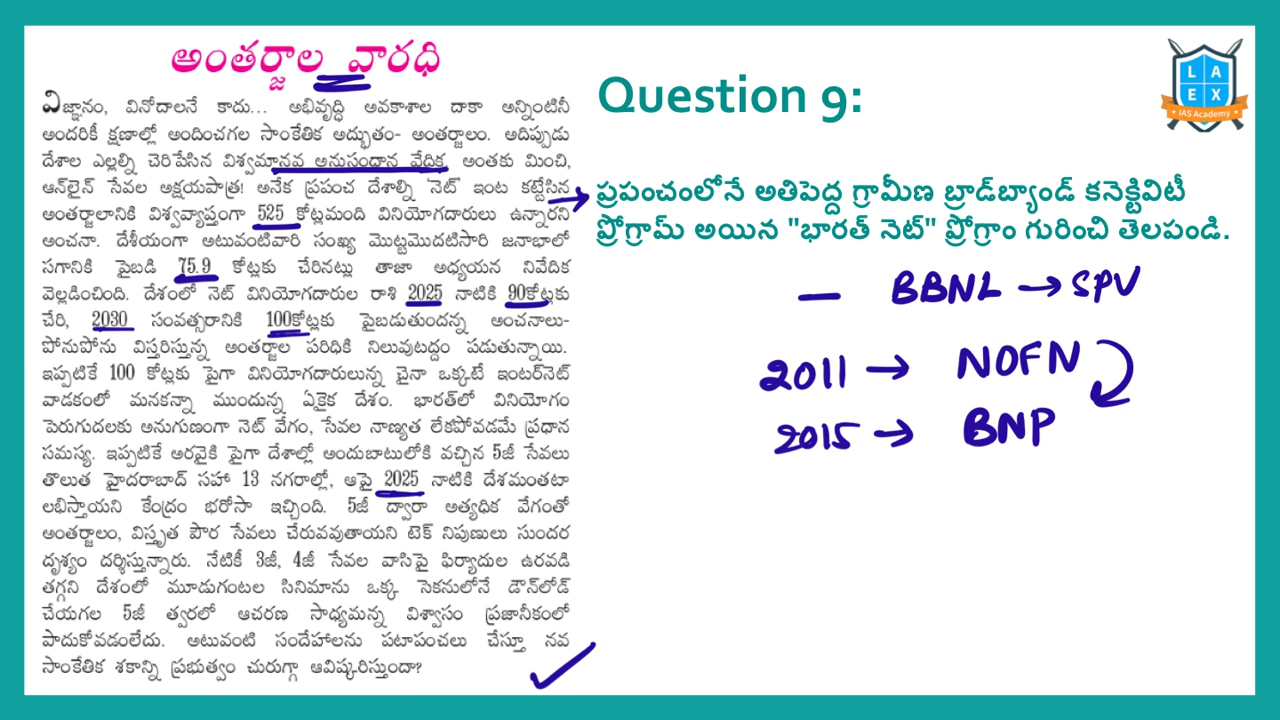 అంతర్జాల వారధి
విజ్ఞానం, వినోదాలనే కాదు... అభివృద్ధి అవకాశాల దాకా అన్నింటినీ
అందరికీ క్షణాల్లో అందించగల సాంకేతిక అద్భుతం- అంతర్జాలం. అదిప్పుడు
దేశాల ఎల్లల్ని చెరిపేసిన విశ్వమానవ అనుసంధాన వేదిక. అంతకు మించి,
ఆన్‌లైన్ సేవల అక్షయపాత్ర! అనేక ప్రపంచ దేశాల్ని 'నెట్' ఇంట కట్టేసిన
అంతర్జాలానికి విశ్వవ్యాప్తంగా 525 కోట్లమంది వినియోగదారులు ఉన్నారని
అంచనా. దేశీయంగా అటువంటివారి సంఖ్య మొట్టమొదటిసారి జనాభాలో
సగానికి పైబడి 75.9 కోట్లకు చేరినట్లు తాజా అధ్యయన నివేదిక
వెల్లడించింది. దేశంలో నెట్ వినియోగదారుల రాశి 2025 నాటికి 90కోట్లకు
చేరి, 2030 సంవత్సరానికి 100కోట్లకు పైబడుతుందన్న అంచనాలు-
పోనుపోను విస్తరిస్తున్న అంతర్జాల పరిధికి నిలువుటద్దం పడుతున్నాయి.
ఇప్పటికే 100 కోట్లకు పైగా వినియోగదారులున్న చైనా ఒక్కటే ఇంటర్‌నెట్
వాడకంలో మనకన్నా ముందున్న ఏకైక దేశం. భారత్‌లో వినియోగం
పెరుగుదలకు అనుగుణంగా నెట్ వేగం, సేవల నాణ్యత లేకపోవడమే ప్రధాన
సమస్య. ఇప్పటికే అరవైకి పైగా దేశాల్లో అందుబాటులోకి వచ్చిన 5జీ సేవలు
తొలుత హైదరాబాద్ సహా 13 నగరాల్లో, ఆపై 2025 నాటికి దేశమంతటా
లభిస్తాయని కేంద్రం భరోసా ఇచ్చింది. 5జీ ద్వారా అత్యధిక వేగంతో
అంతర్జాలం, విస్తృత పౌర సేవలు చేరువవుతాయని టెక్ నిపుణులు సుందర
దృశ్యం దర్శిస్తున్నారు. నేటికీ 3జీ, 4జీ సేవల వాసిపై ఫిర్యాదుల ఉరవడి
తగ్గని దేశంలో మూడుగంటల సినిమాను ఒక్క సెకనులోనే డౌన్‌లోడ్
చేయగల 5జీ త్వరలో ఆచరణ సాధ్యమన్న విశ్వాసం ప్రజానీకంలో
పాదుకోవడంలేదు. అటువంటి సందేహాలను పటాపంచలు చేస్తూ నవ
సాంకేతిక శకాన్ని ప్రభుత్వం చురుగ్గా ఆవిష్కరిస్తుందా?
Question 9:
ప్రపంచంలోనే అతిపెద్ద గ్రామీణ బ్రాడ్‌బ్యాండ్ కనెక్టివిటీ
ప్రోగ్రామ్ అయిన "భారత్ నెట్" ప్రోగ్రాం గురించి తెలపండి.
— BBNL → SPV
2011 → NOFN
2015 → BNP
L A
E X
IAS Academy